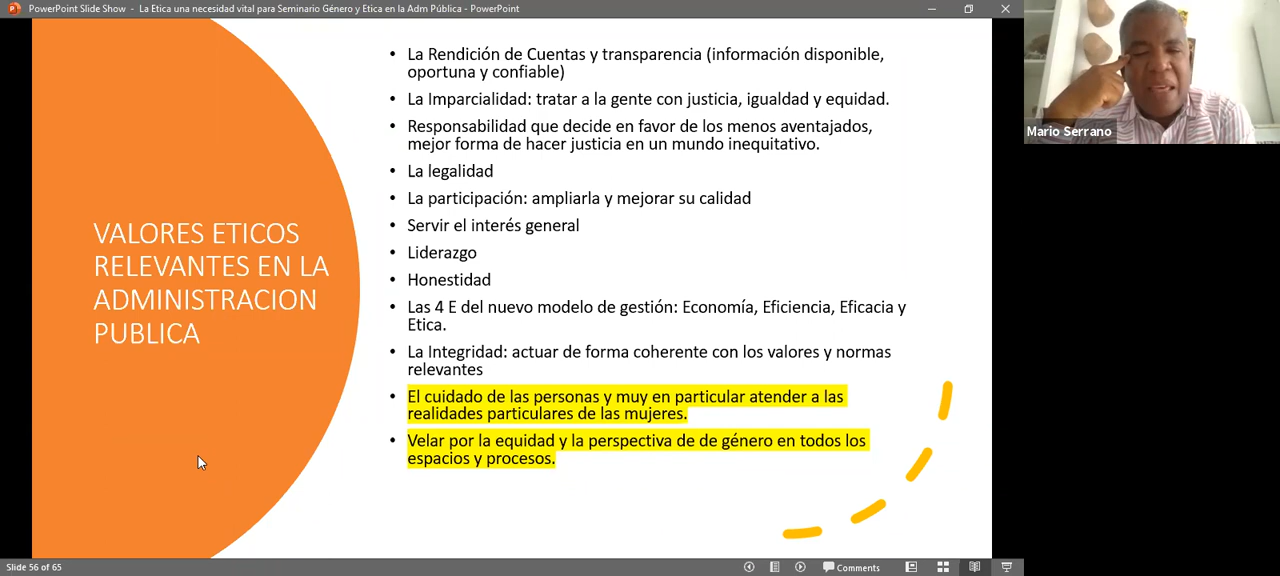 PowerPoint Slide Show - La Etica una necesidad vital para Seminario Género y Etica en la Adm Pública - PowerPoint
VALORES ETICOS
RELEVANTES EN LA
ADMINISTRACION
PUBLICA
• La Rendición de Cuentas y transparencia (información disponible,
oportuna y confiable)
• La Imparcialidad: tratar a la gente con justicia, igualdad y equidad.
• Responsabilidad que decide en favor de los menos aventajados,
mejor forma de hacer justicia en un mundo inequitativo.
• La legalidad
• La participación: ampliarla y mejorar su calidad
• Servir el interés general
• Liderazgo
• Honestidad
• Las 4 E del nuevo modelo de gestión: Economía, Eficiencia, Eficacia y
Etica.
• La Integridad: actuar de forma coherente con los valores y normas
relevantes
• El cuidado de las personas y muy en particular atender a las
realidades particulares de las mujeres.
• Velar por la equidad y la perspectiva de de género en todos los
espacios y procesos.
Mario Serrano
Slide 56 of 65
Comments